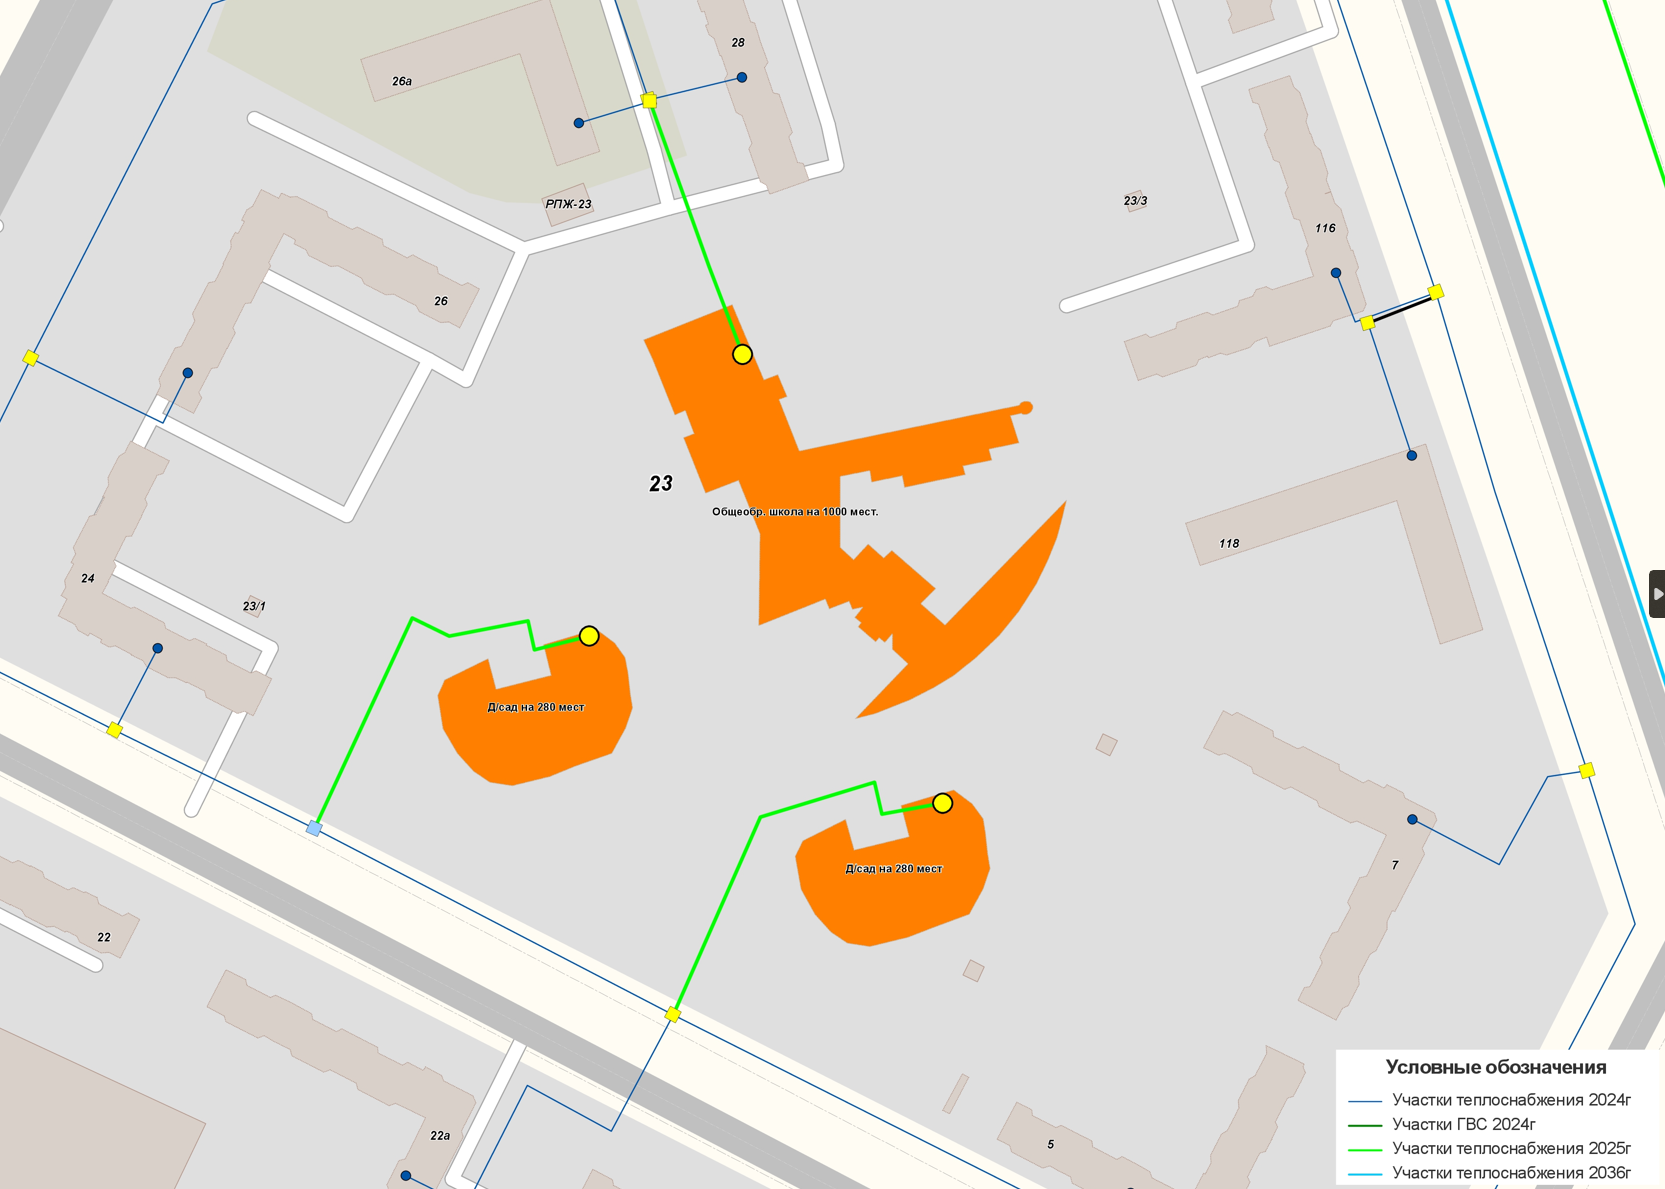 28
26а
РПЖ-23
23/3
116
26
23
Общеобр. школа на 1000 мест.
118
24
23/1
Д/сад на 280 мест
Д/сад на 280 мест
7
22
22а
5
Условные обозначения
Участки теплоснабжения 2024г
Участки ГВС 2024г
Участки теплоснабжения 2025г
Участки теплоснабжения 2036г